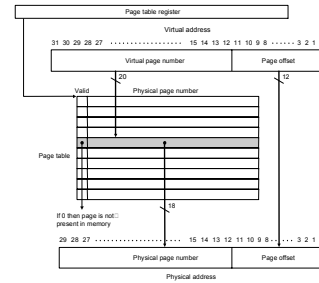 Page table register
Virtual address
31 30 29 28 27 ··························· 15 14 13 12 11 10 9 8 ······ 3 2 1
Virtual page number Page offset
20 12
Valid Physical page number
Page table
18
If 0 then page is not
present in memory
29 28 27 ··························· 15 14 13 12 11 10 9 8 ······ 3 2 1
Physical page number Page offset
Physical address